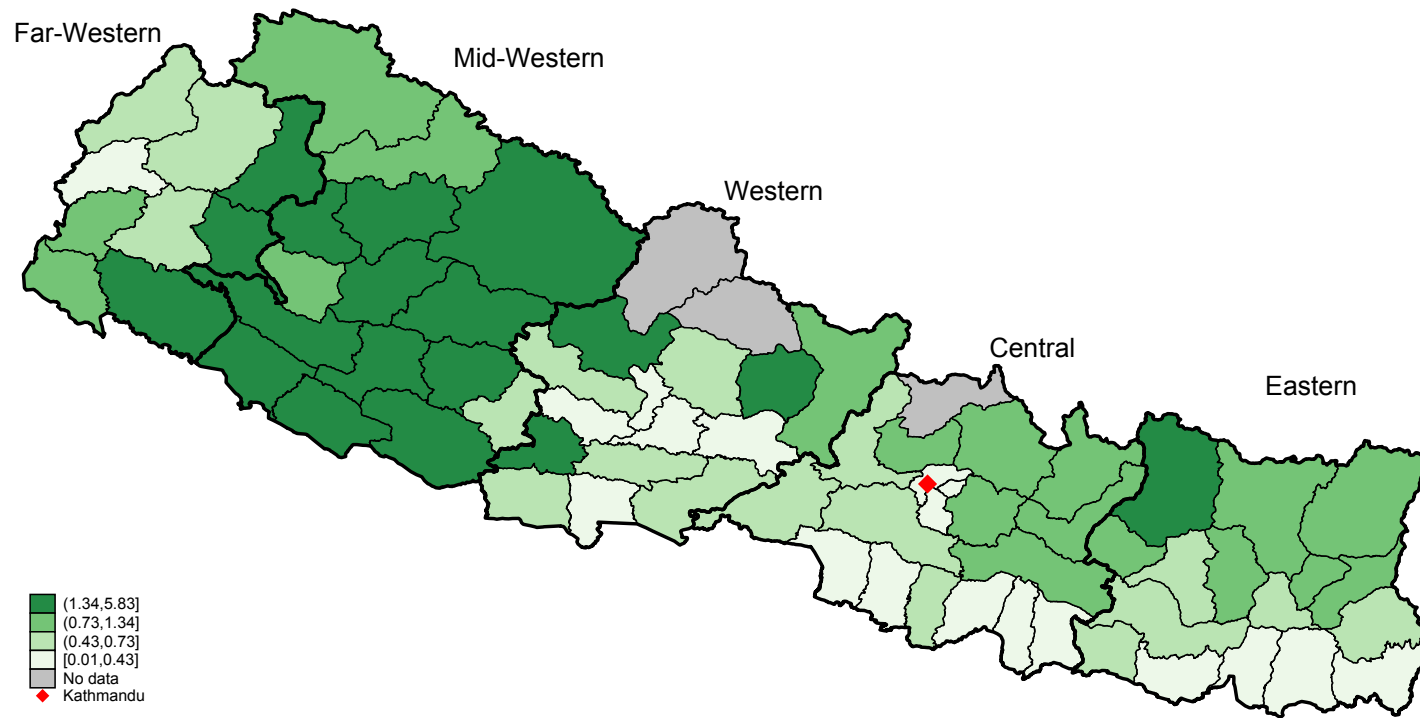 Far-Western
Mid-Western
Western
Central
Eastern
(1.34,5.83]
(0.73,1.34]
(0.43,0.73]
[0.01,0.43]
No data
Kathmandu